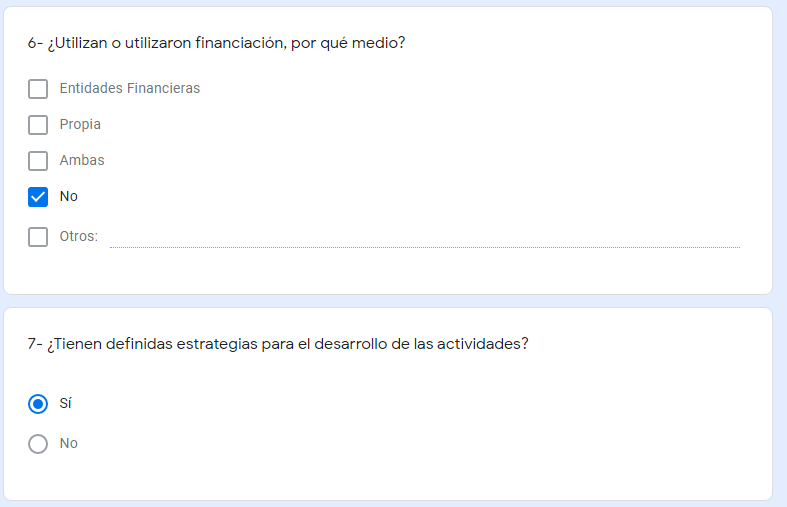 6- ¿Utilizan o utilizaron financiación, por qué medio?
Entidades Financieras
Propia
Ambas
No
Otros:
7- ¿Tienen definidas estrategias para el desarrollo de las actividades?
Sí
No